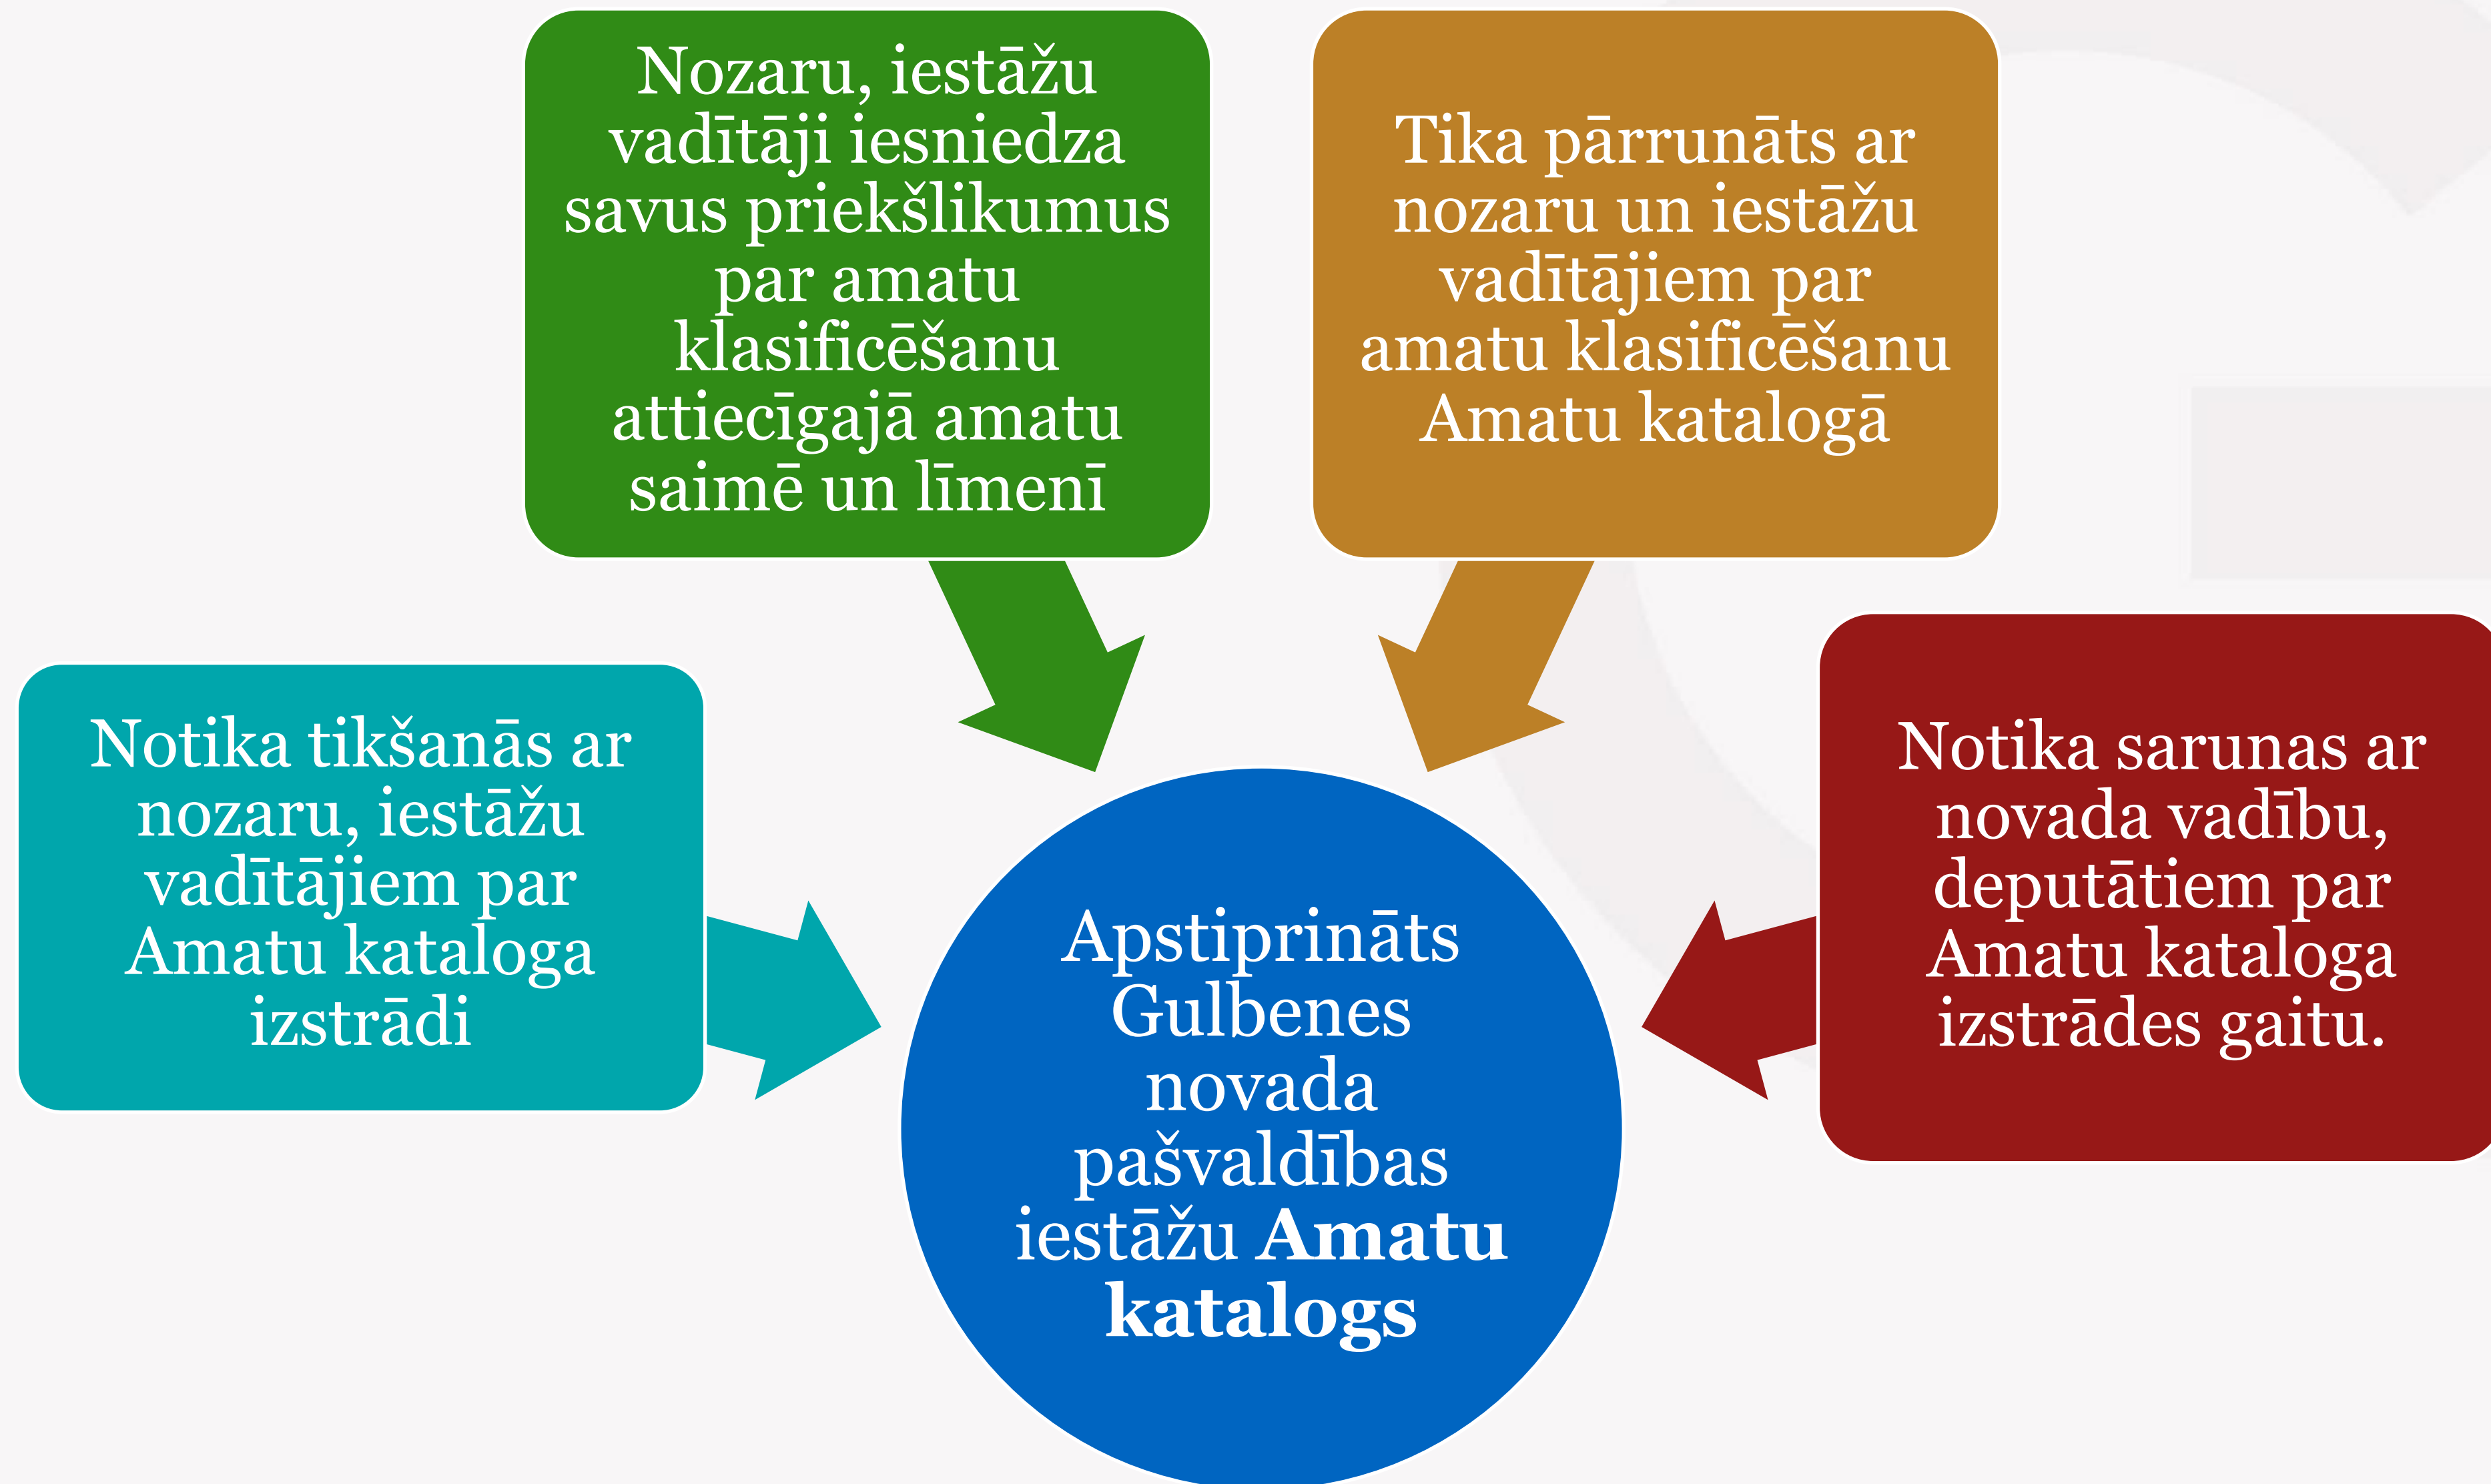 Nozaru, iestāžu
vadītāji iesniedza
savus priekšlikumus
par amatu
klasificēšanu
attiecīgajā amatu
saimē un līmenī
Tika pārrunāts ar
nozaru un iestāžu
vadītājiem par
amatu klasificēšanu
Amatu katalogā
Notika tikšanās ar
nozaru, iestāžu
vadītājiem par
Amatu kataloga
izstrādi
Notika sarunas ar
novada vadību,
deputātiem par
Amatu kataloga
izstrādes gaitu.
Apstiprināts
Gulbenes
novada
pašvaldības
iestāžu Amatu
katalogs